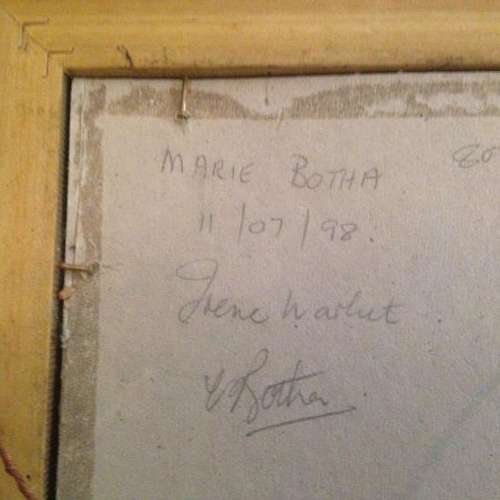 MARIE BOTHA
11/07/98.
Irene Market
Botha